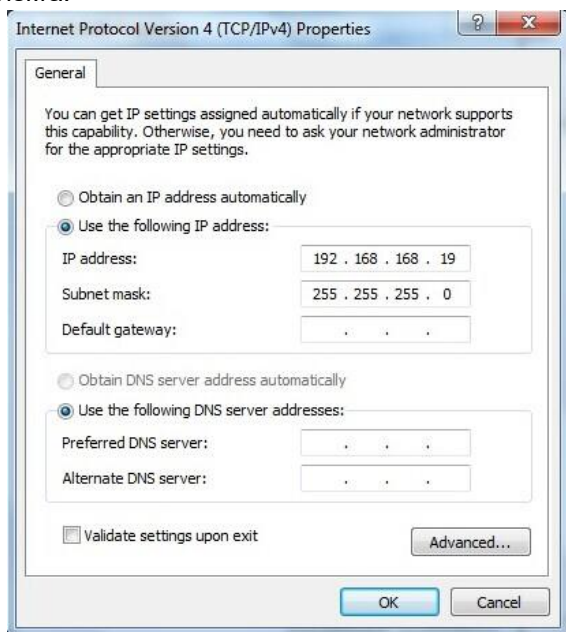 Internet Protocol Version 4 (TCP/IPv4) Properties
General
You can get IP settings assigned automatically if your network supports
this capability. Otherwise, you need to ask your network administrator
for the appropriate IP settings.
Obtain an IP address automatically
Use the following IP address:
IP address: 192 . 168 . 168 . 19
Subnet mask: 255 . 255 . 255 . 0
Default gateway: . . .
Obtain DNS server address automatically
Use the following DNS server addresses:
Preferred DNS server: . . .
Alternate DNS server: . . .
Validate settings upon exit
Advanced...
OK Cancel